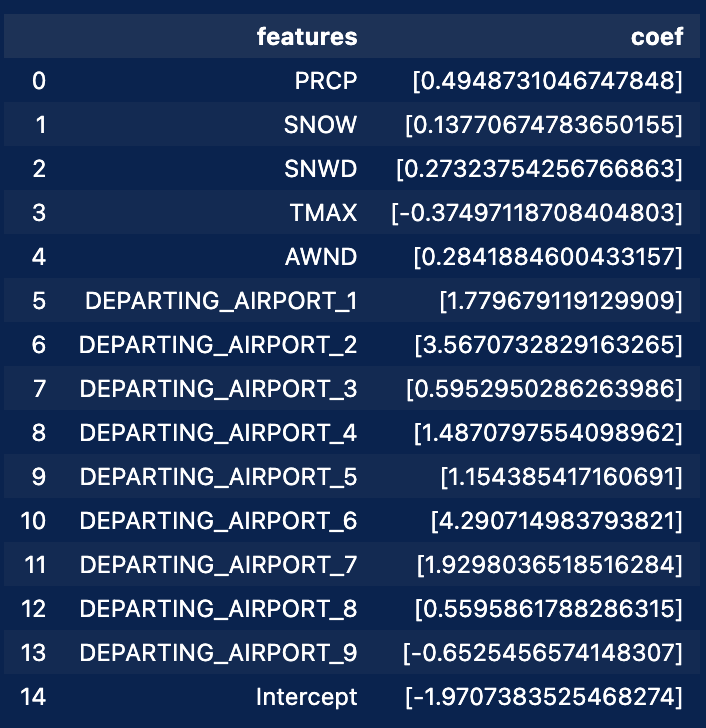 features coef
0 PRCP [0.4948731046747848]
1 SNOW [0.13770674783650155]
2 SNWD [0.27323754256766863]
3 TMAX [-0.37497118708404803]
4 AWND [0.2841884600433157]
5 DEPARTING_AIRPORT_1 [1.779679119129909]
6 DEPARTING_AIRPORT_2 [3.5670732829163265]
7 DEPARTING_AIRPORT_3 [0.5952950286263986]
8 DEPARTING_AIRPORT_4 [1.4870797554098962]
9 DEPARTING_AIRPORT_5 [1.154385417160691]
10 DEPARTING_AIRPORT_6 [4.290714983793821]
11 DEPARTING_AIRPORT_7 [1.9298036518516284]
12 DEPARTING_AIRPORT_8 [0.5595861788286315]
13 DEPARTING_AIRPORT_9 [-0.6525456574148307]
14 Intercept [-1.9707383525468274]